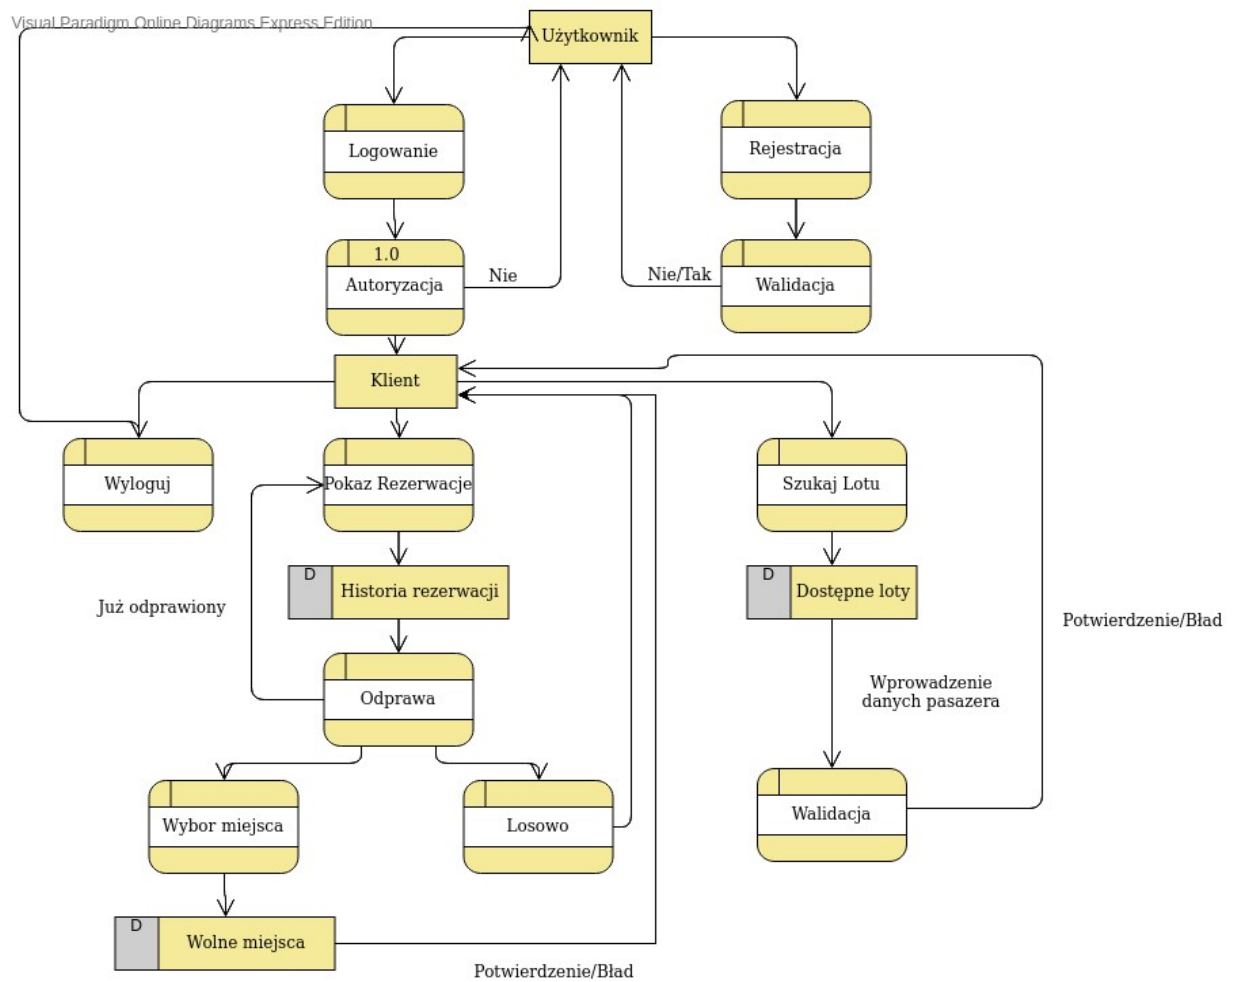 Visual Paradigm Online Diagrams Express Edition
Użytkownik
Logowanie
Rejestracja
1.0
Autoryzacja
Nie
Nie/Tak
Walidacja
Klient
Wyloguj
Pokaz Rezerwacje
Szukaj Lotu
D
Historia rezerwacji
D
Dostępne loty
Już odprawiony
Potwierdzenie/Bład
Odprawa
Wprowadzenie
danych pasazera
Wybor miejsca
Losowo
Walidacja
D
Wolne miejsca
Potwierdzenie/Bład